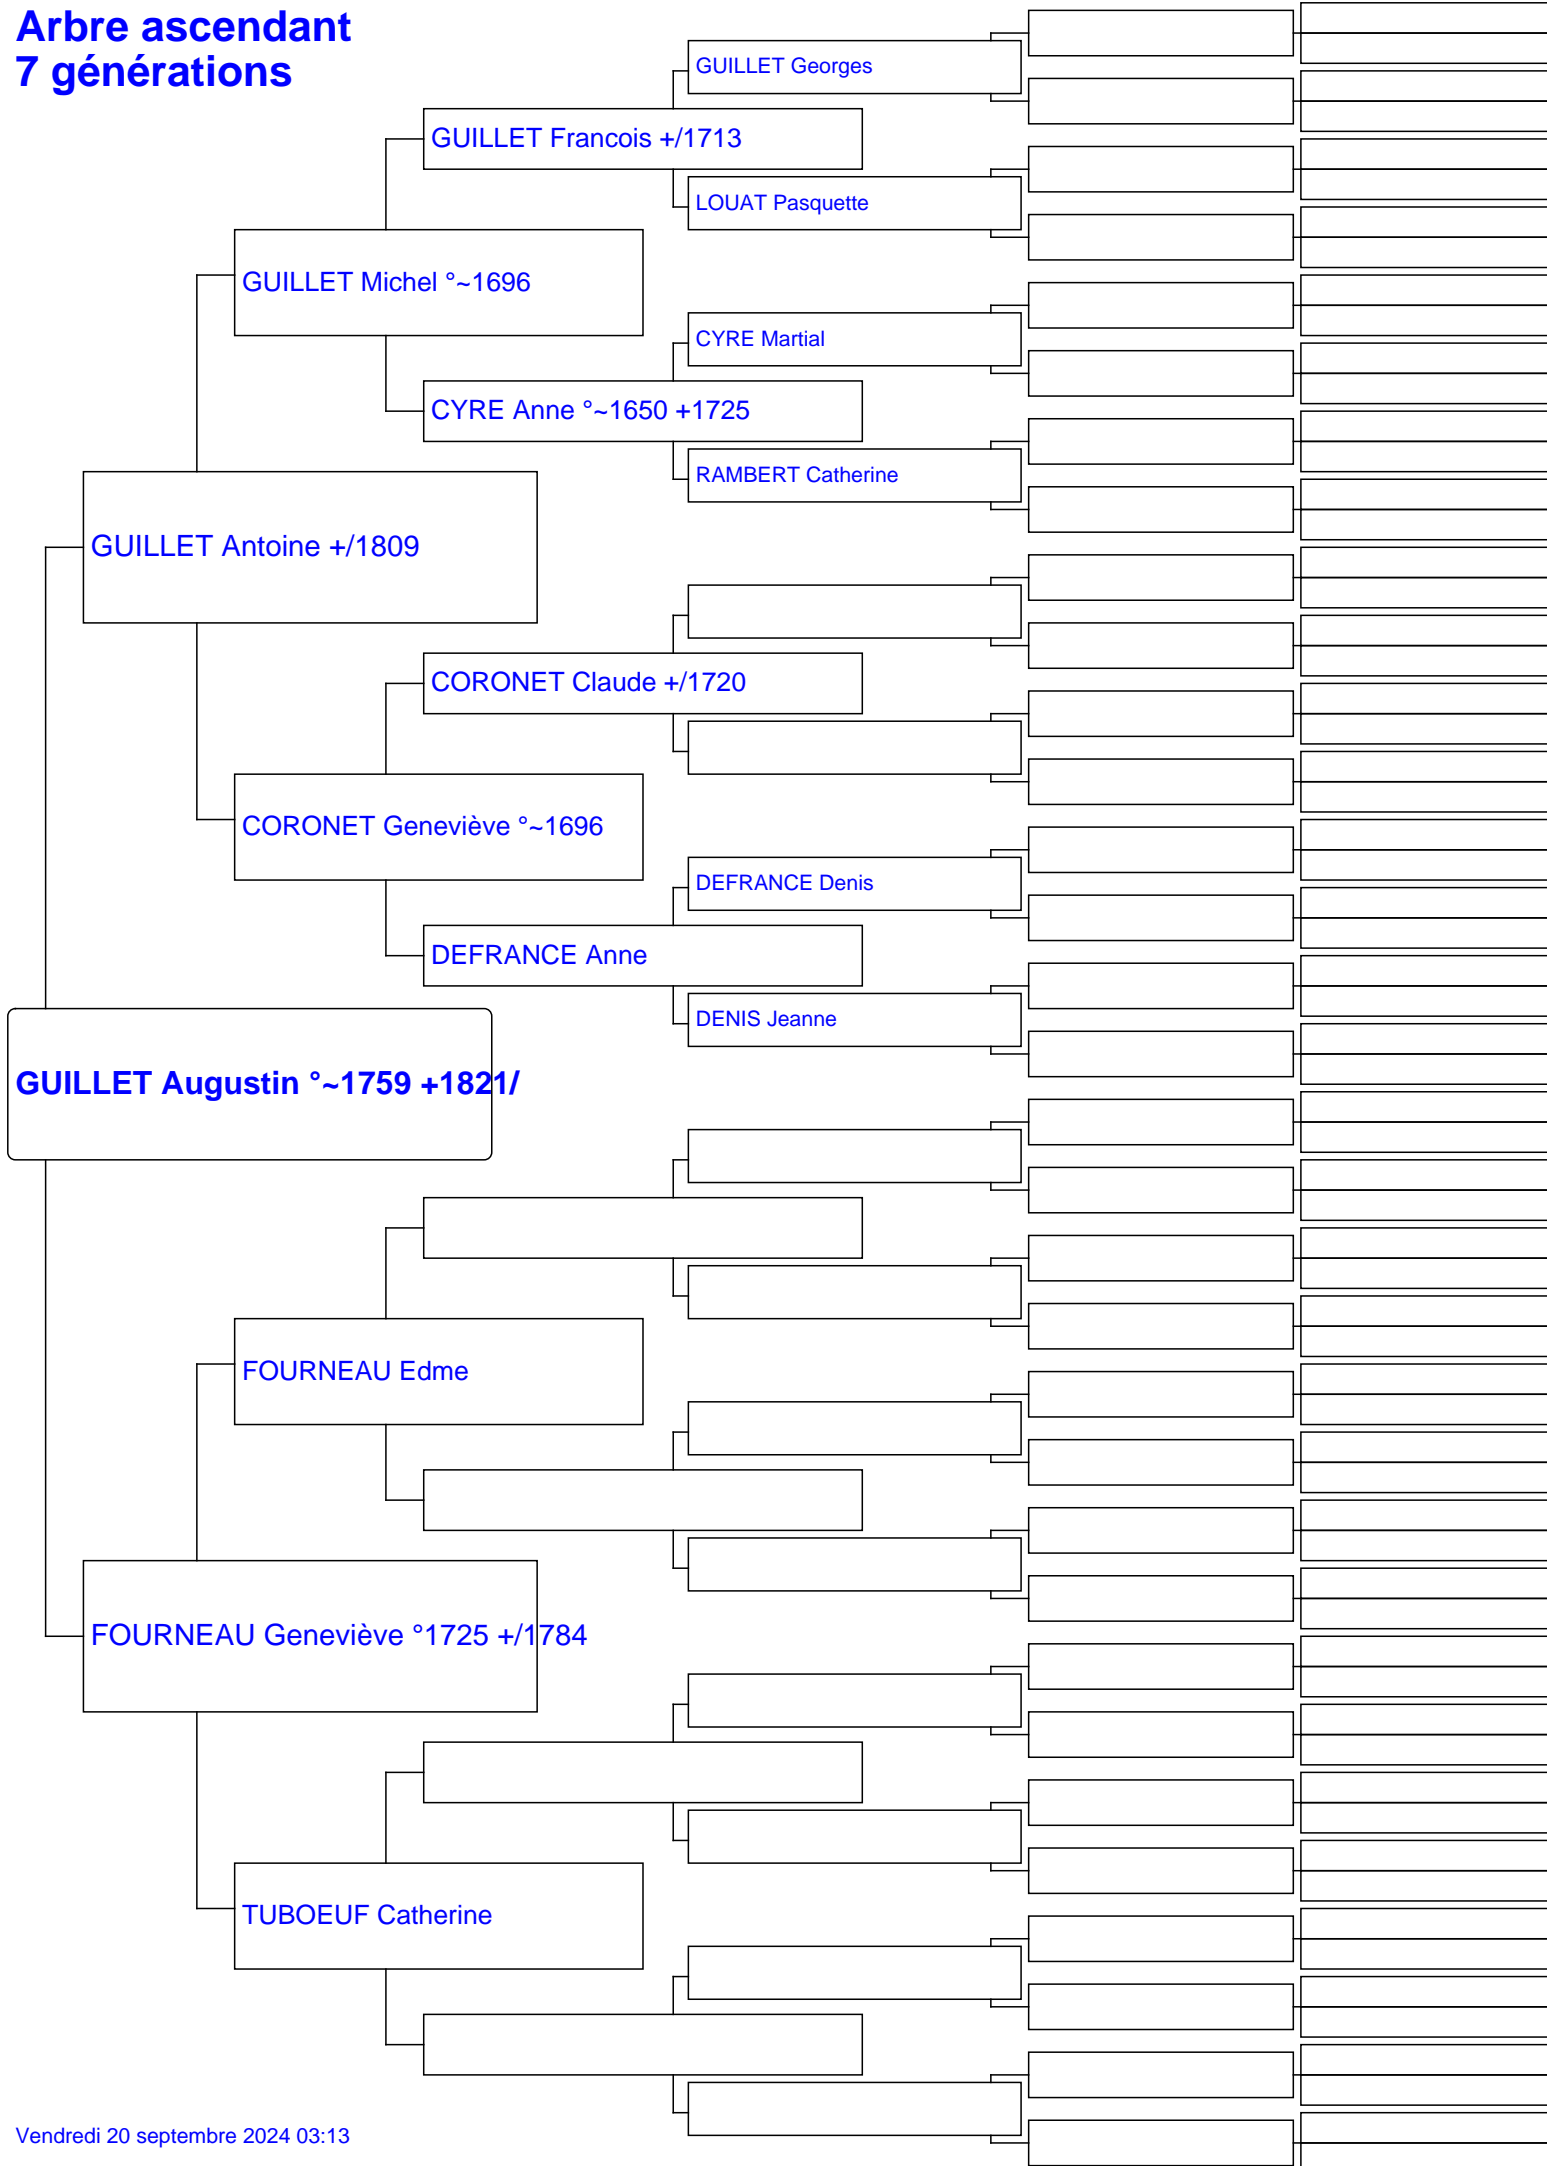 Arbre ascendant
7 générations
GUILLET Georges
GUILLET Francois +/1713
LOUAT Pasquette
GUILLET Michel °~1696
CYRE Martial
CYRE Anne °~1650 +1725
RAMBERT Catherine
GUILLET Antoine +/1809
CORONET Claude +/1720
CORONET Geneviève °~1696
DEFRANCE Denis
DEFRANCE Anne
DENIS Jeanne
GUILLET Augustin °~1759 +1821/
FOURNEAU Edme
FOURNEAU Geneviève °1725 +/1784
TUBOEUF Catherine
Vendredi 20 septembre 2024 03:13